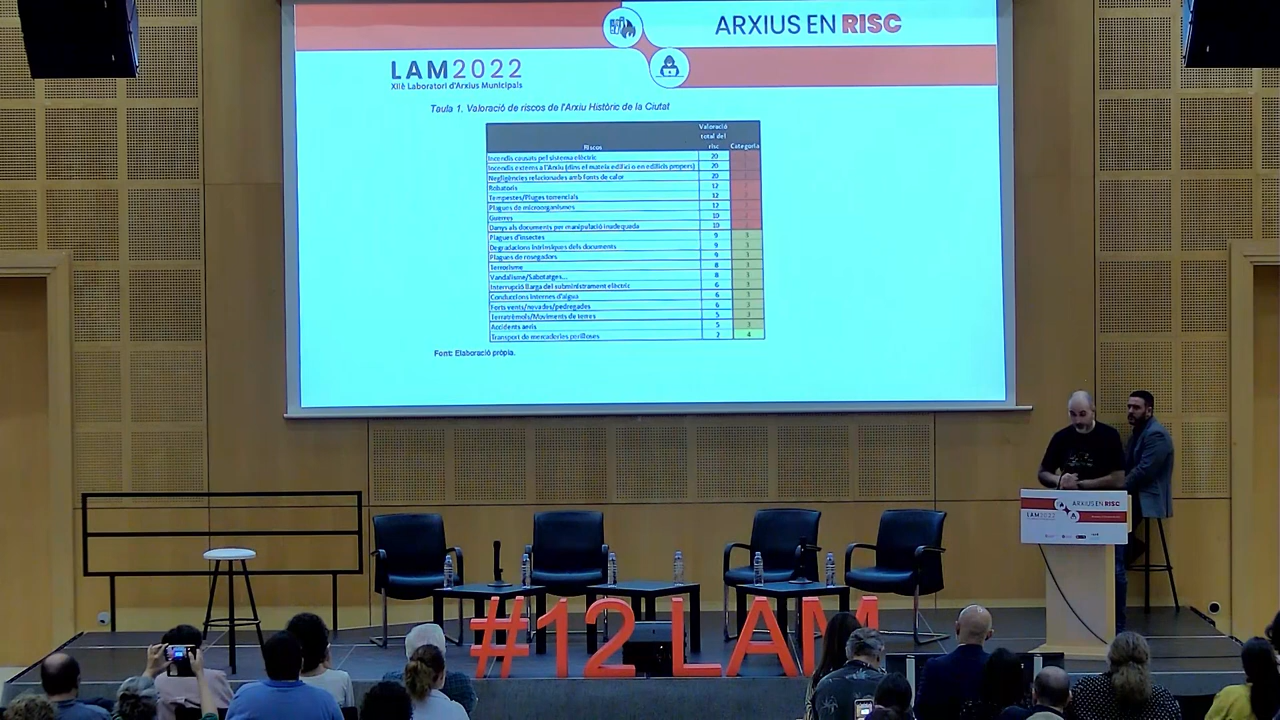 ARXIUS EN RISC
LAM2022
XIIè Laboratori d'Arxius Municipals
Taula 1. Valoració de riscos de l'Arxiu Històric de la Ciutat
Riscos Valoració total del risc Categoria
Incendis causats pel sistema elèctric 20
Incendis externs a l'Arxiu (dins el mateix edifici o en edificis propers) 20
Negligències relacionades amb fonts de calor 20
Robatoris 12
Tempestes/Pluges torrencials 12
Plagues de microorganismes 12
Guerres 10
Danys als documents per manipulació inadequada 10
Plagues d'insectes 9 3
Degradacions intrínsiques dels documents 9 3
Plagues de rosegadors 9 3
Terrorisme 8 3
Vandalisme/Sabotatges... 8 3
Interrupció llarga del subministrament elèctric 6 3
Conduccions internes d'aigua 6 3
Forts vents/nevades/pedregades 6 3
Terratrèmols/Moviments de terres 5 3
Accidents aeris 5 3
Transport de mercaderies perilloses 2 4
Font: Elaboració pròpia.
ARXIUS EN RISC
LAM2022
#12LAM